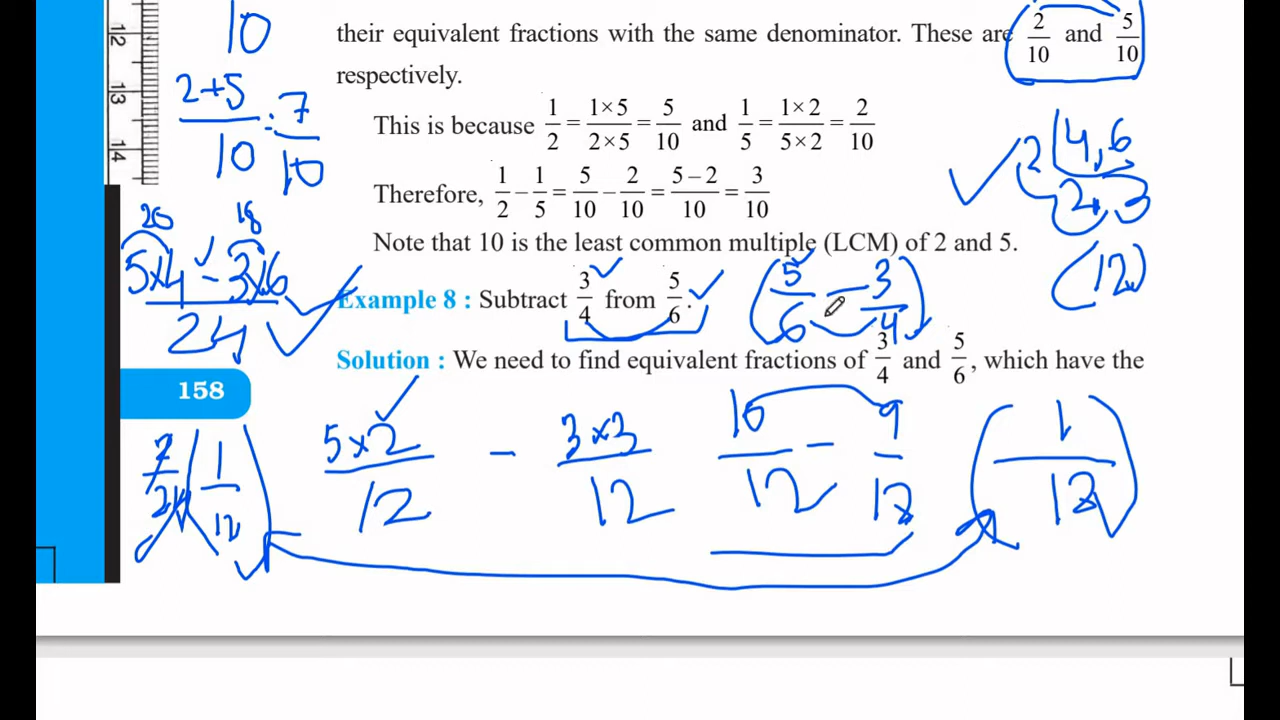 their equivalent fractions with the same denominator. These are 2/10 and 5/10
respectively.
This is because 1/2 = 1×5/2×5 = 5/10 and 1/5 = 1×2/5×2 = 2/10
Therefore, 1/2 − 1/5 = 5/10 − 2/10 = 5−2/10 = 3/10
Note that 10 is the least common multiple (LCM) of 2 and 5.
Example 8 : Subtract 3/4 from 5/6.
Solution : We need to find equivalent fractions of 3/4 and 5/6, which have the
158
12
13
14
10
2+5/10 = 7/10
20 18
5×4 − 3×6
24
2 4,6
2, 3
(12)
(5/6 − 3/4)
5×2/12 − 3×3/12
10/12 − 9/12
(1/12)
2/24
1/12